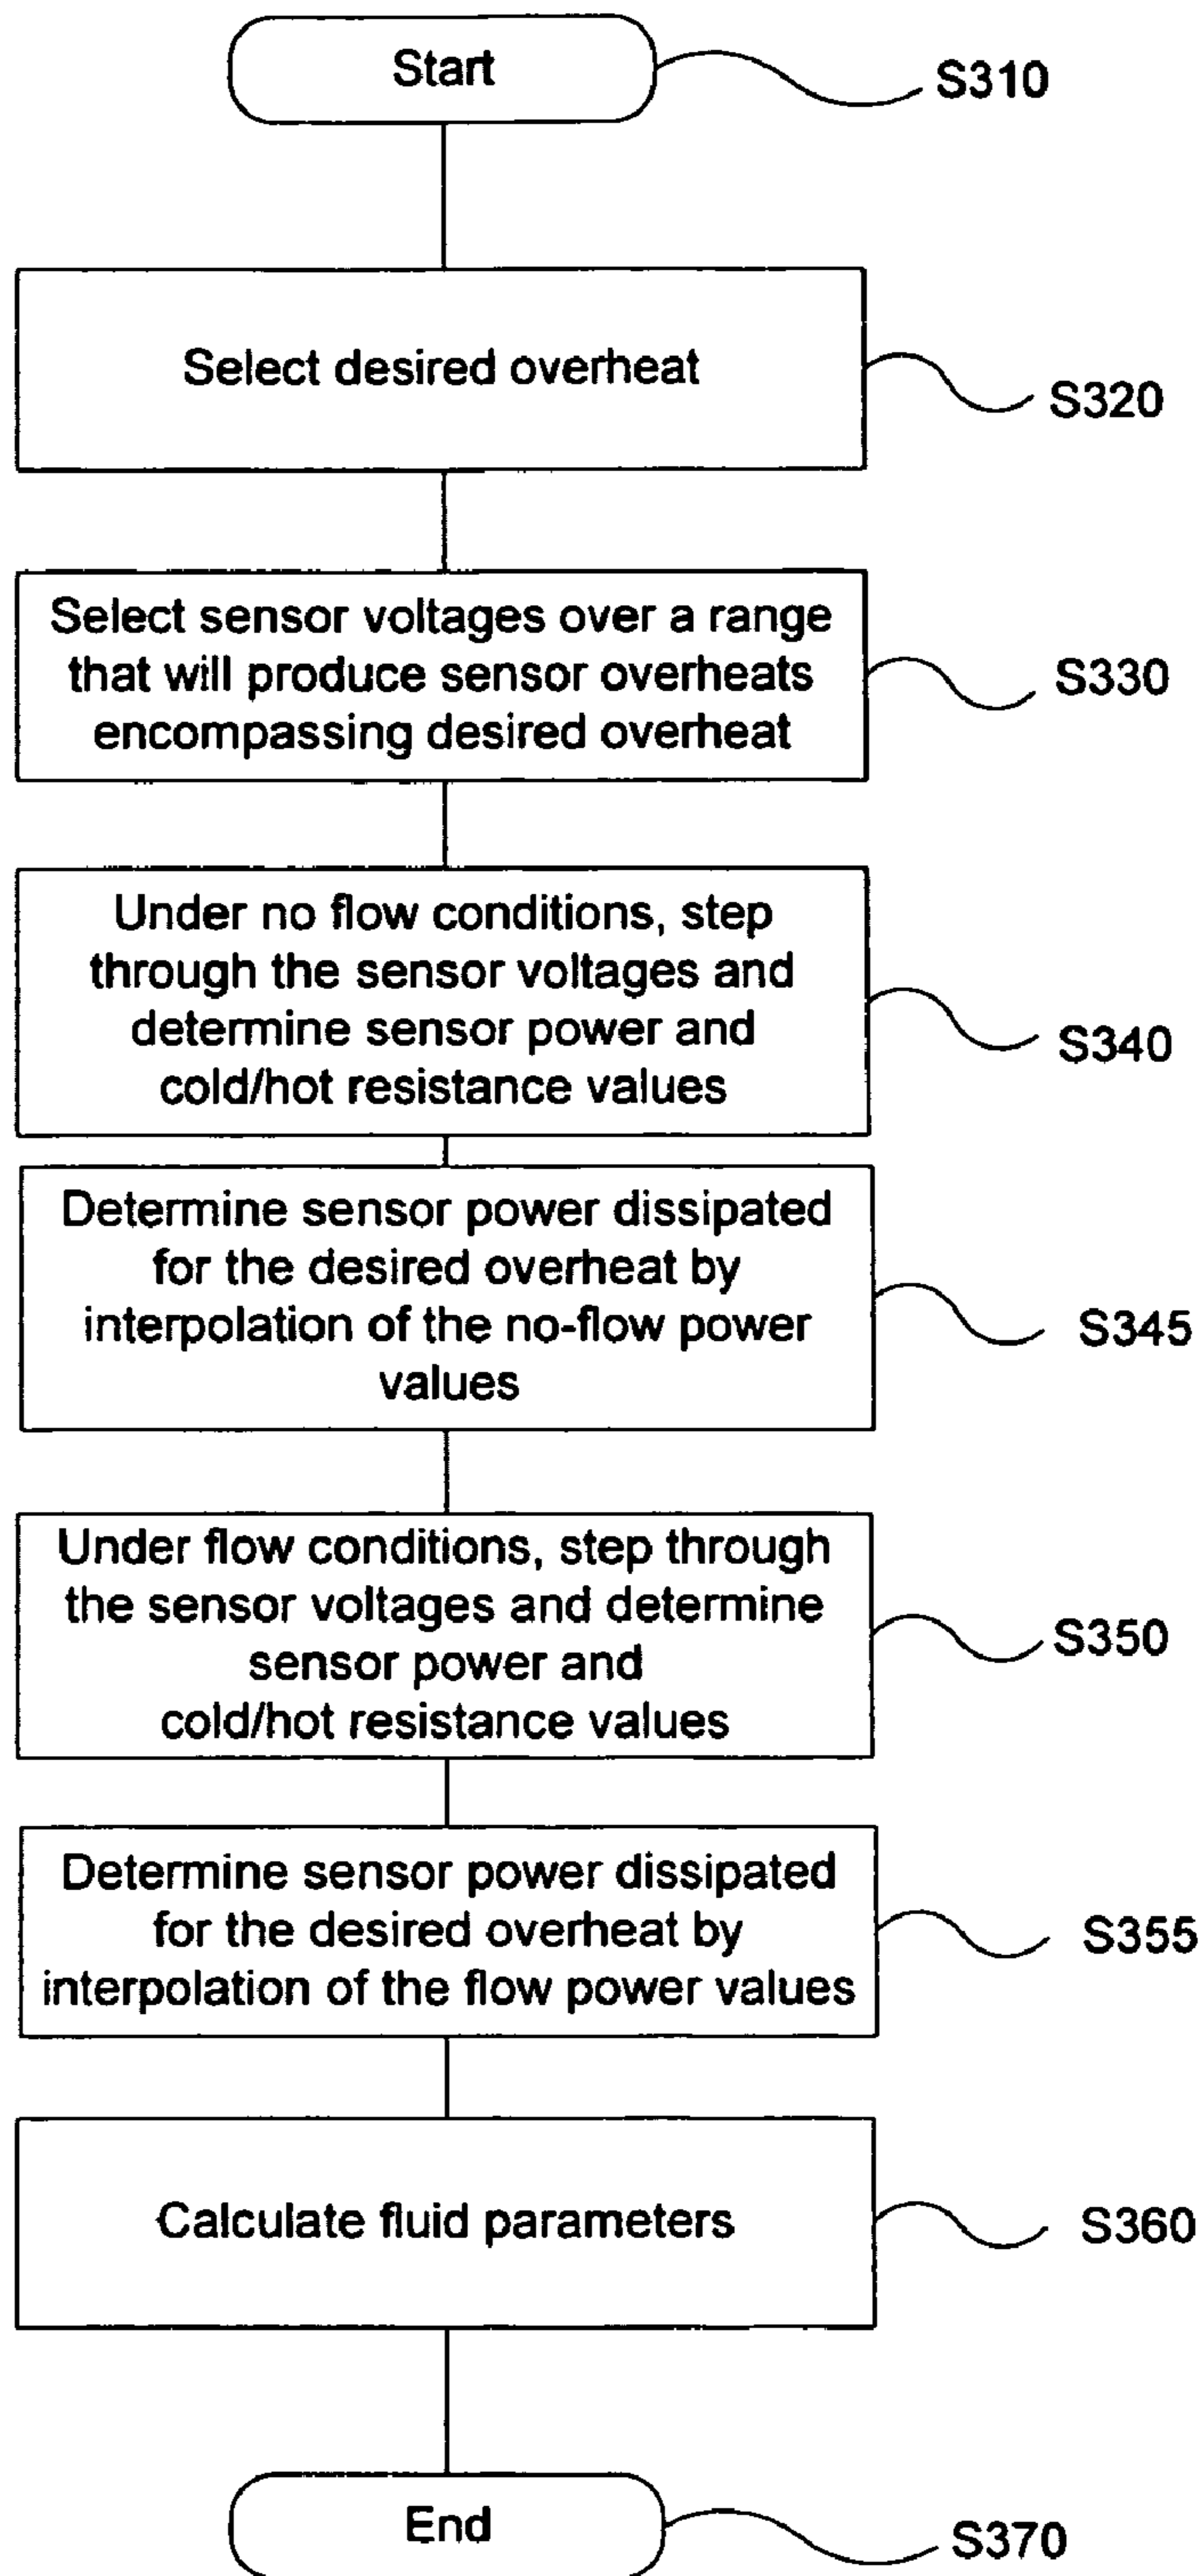 Start
S310
Select desired overheat
S320
Select sensor voltages over a range
that will produce sensor overheats
encompassing desired overheat
S330
Under no flow conditions, step
through the sensor voltages and
determine sensor power and
cold/hot resistance values
S340
Determine sensor power dissipated
for the desired overheat by
interpolation of the no-flow power
values
S345
Under flow conditions, step through
the sensor voltages and determine
sensor power and
cold/hot resistance values
S350
Determine sensor power dissipated
for the desired overheat by
interpolation of the flow power values
S355
Calculate fluid parameters
S360
End
S370